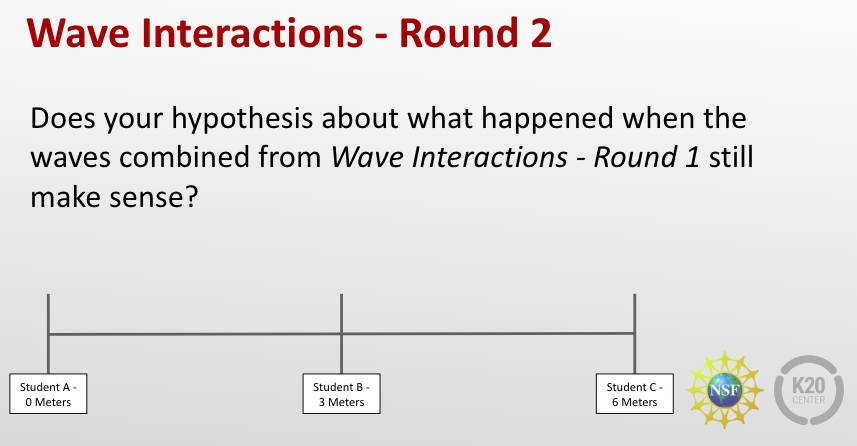 Wave Interactions - Round 2
Does your hypothesis about what happened when the
waves combined from Wave Interactions - Round 1 still
make sense?
Student A -
0 Meters
Student B -
3 Meters
Student C -
6 Meters
NSF
K20
CENTER